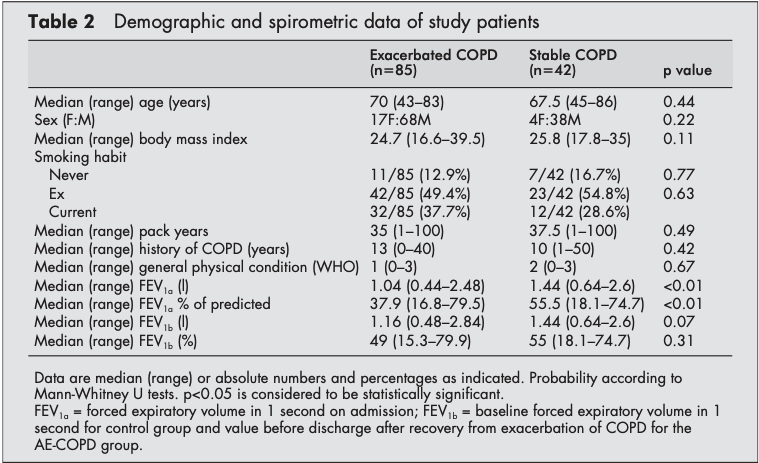 Table 2 Demographic and spirometric data of study patients
Exacerbated COPD Stable COPD
(n=85) (n=42) p value
Median (range) age (years) 70 (43–83) 67.5 (45–86) 0.44
Sex (F:M) 17F:68M 4F:38M 0.22
Median (range) body mass index 24.7 (16.6–39.5) 25.8 (17.8–35) 0.11
Smoking habit
Never 11/85 (12.9%) 7/42 (16.7%) 0.77
Ex 42/85 (49.4%) 23/42 (54.8%) 0.63
Current 32/85 (37.7%) 12/42 (28.6%)
Median (range) pack years 35 (1–100) 37.5 (1–100) 0.49
Median (range) history of COPD (years) 13 (0–40) 10 (1–50) 0.42
Median (range) general physical condition (WHO) 1 (0–3) 2 (0–3) 0.67
Median (range) FEV1a (l) 1.04 (0.44–2.48) 1.44 (0.64–2.6) <0.01
Median (range) FEV1a % of predicted 37.9 (16.8–79.5) 55.5 (18.1–74.7) <0.01
Median (range) FEV1b (l) 1.16 (0.48–2.84) 1.44 (0.64–2.6) 0.07
Median (range) FEV1b (%) 49 (15.3–79.9) 55 (18.1–74.7) 0.31
Data are median (range) or absolute numbers and percentages as indicated. Probability according to
Mann-Whitney U tests. p<0.05 is considered to be statistically significant.
FEV1a = forced expiratory volume in 1 second on admission; FEV1b = baseline forced expiratory volume in 1
second for control group and value before discharge after recovery from exacerbation of COPD for the
AE-COPD group.